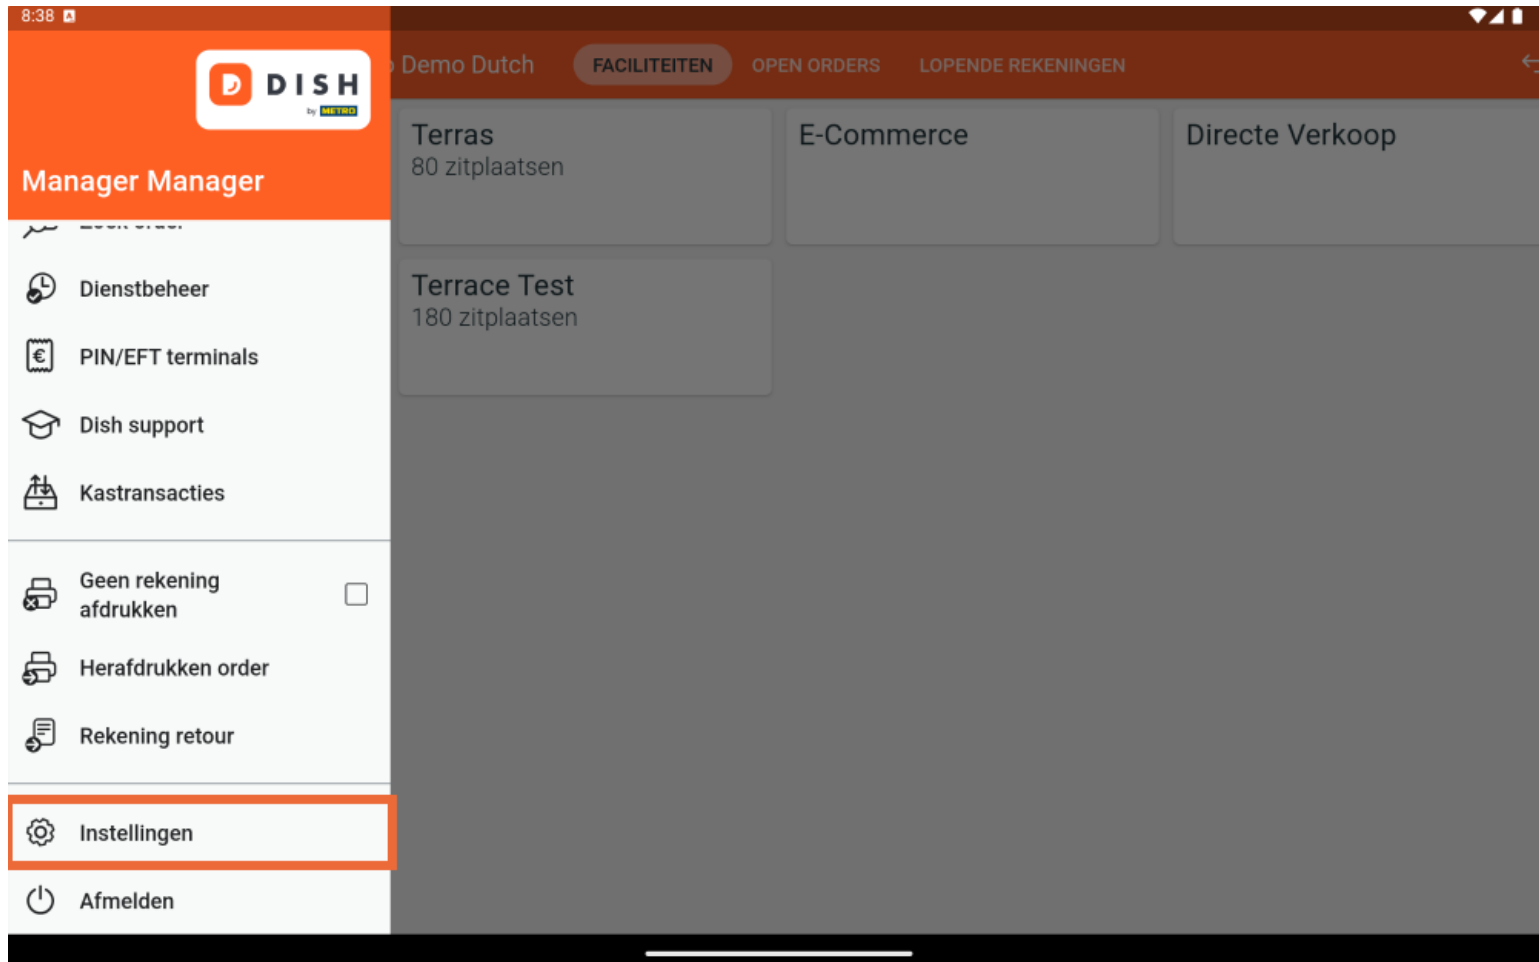 8:38
DISH
by METRO
Manager Manager
Demo Dutch
FACILITEITEN
OPEN ORDERS
LOPENDE REKENINGEN
Dienstbeheer
PIN/EFT terminals
Dish support
Kastransacties
Geen rekening
afdrukken
Herafdrukken order
Rekening retour
Instellingen
Afmelden
Terras
80 zitplaatsen
E-Commerce
Directe Verkoop
Terrace Test
180 zitplaatsen